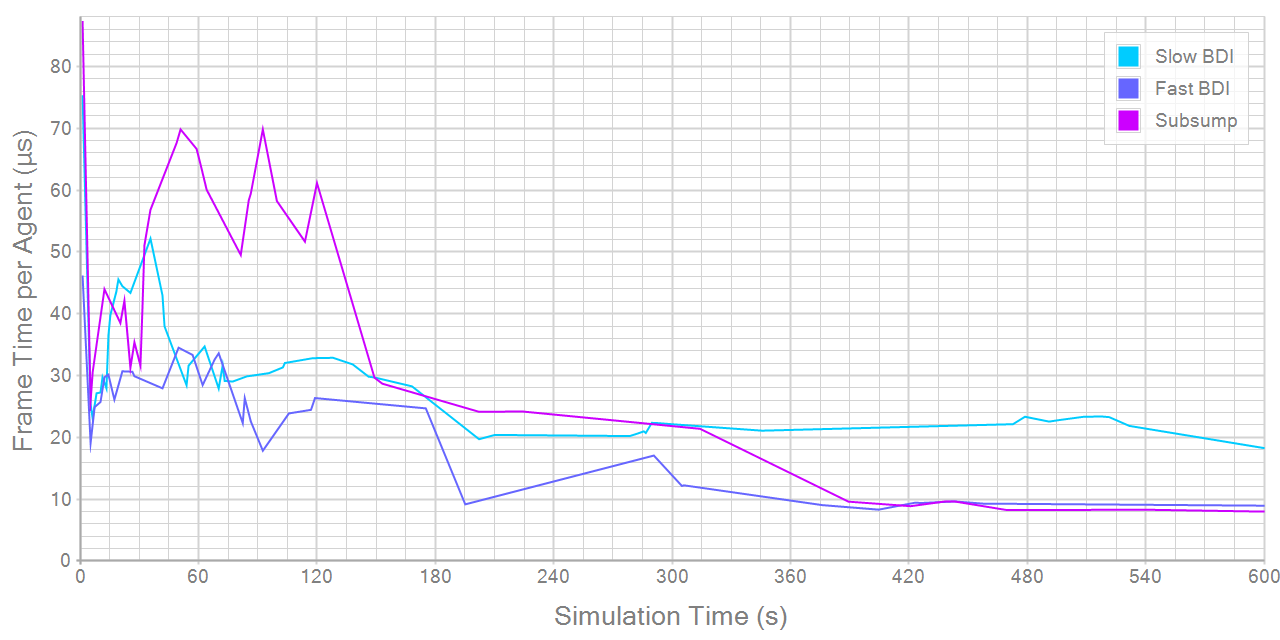 Frame Time per Agent (µs)
80
70
60
50
40
30
20
10
0
Slow BDI
Fast BDI
Subsump
0 60 120 180 240 300 360 420 480 540 600
Simulation Time (s)